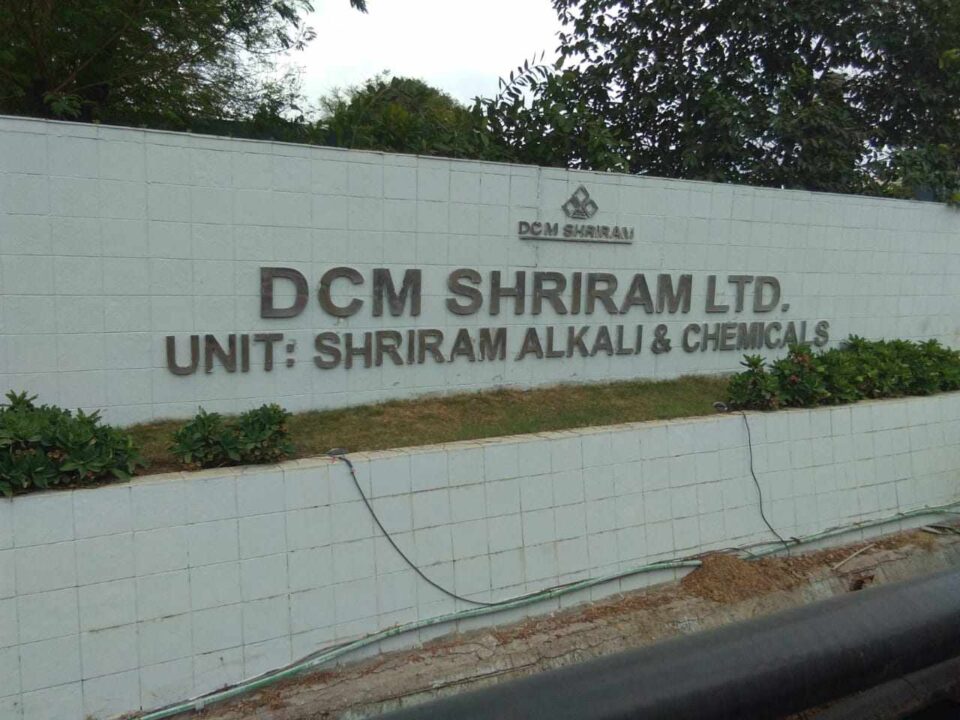 DCM SHRIRAM
DCM SHRIRAM LTD.
UNIT: SHRIRAM ALKALI & CHEMICALS